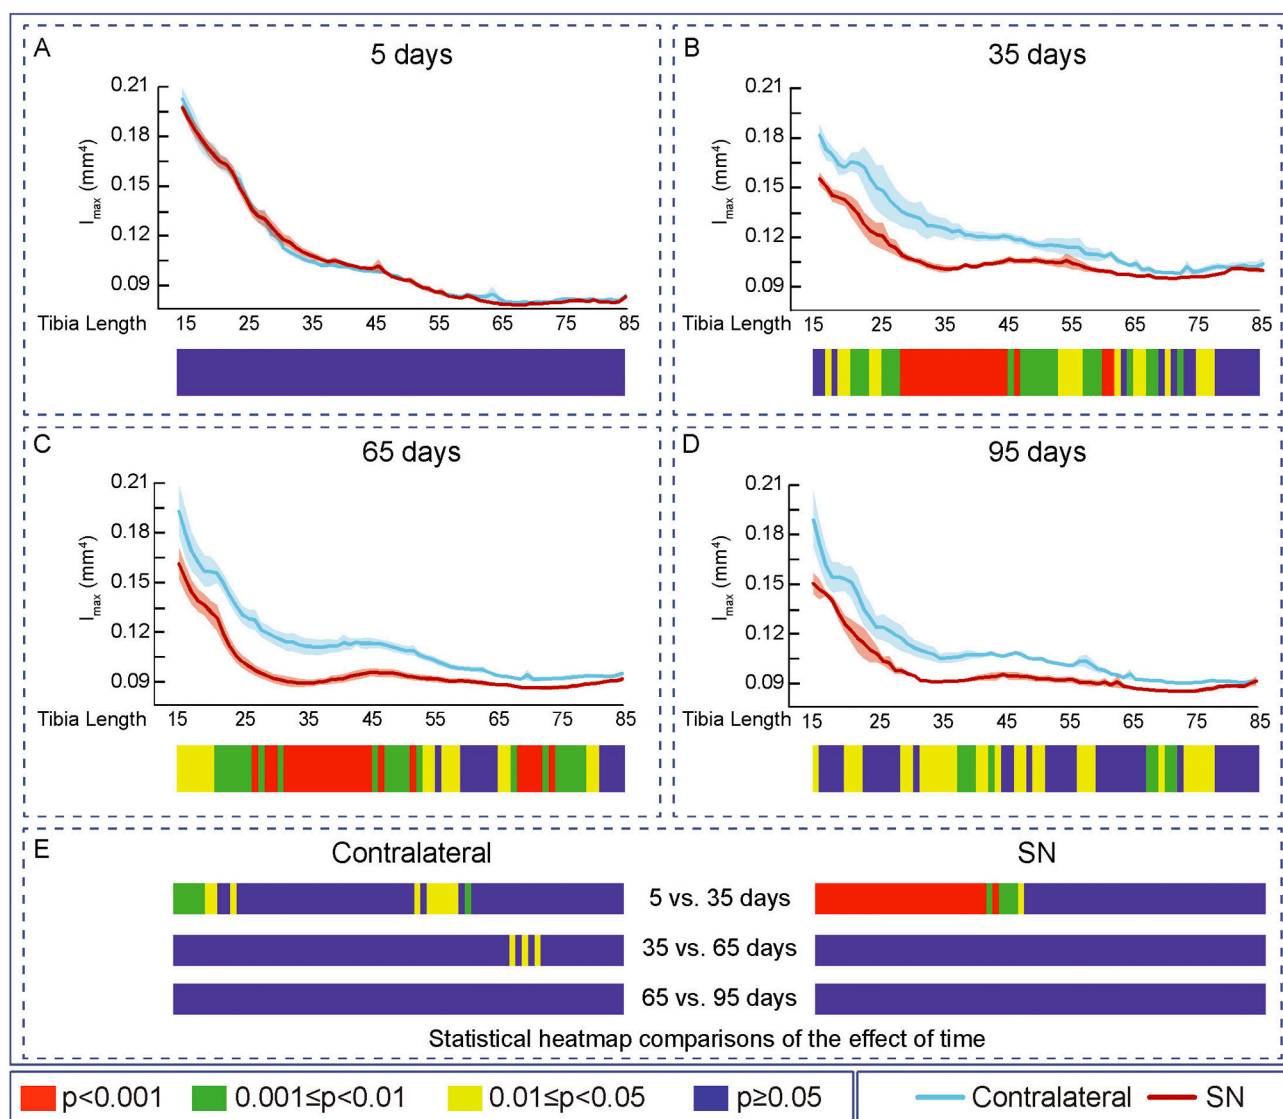 A
5 days
0.21
0.18
0.15
0.12
0.09
Imax (mm⁴)
Tibia Length
15 25 35 45 55 65 75 85
B
35 days
0.21
0.18
0.15
0.12
0.09
Imax (mm⁴)
Tibia Length
15 25 35 45 55 65 75 85
C
65 days
0.21
0.18
0.15
0.12
0.09
Imax (mm⁴)
Tibia Length
15 25 35 45 55 65 75 85
D
95 days
0.21
0.18
0.15
0.12
0.09
Imax (mm⁴)
Tibia Length
15 25 35 45 55 65 75 85
E
Contralateral SN
5 vs. 35 days
35 vs. 65 days
65 vs. 95 days
Statistical heatmap comparisons of the effect of time
p<0.001 0.001≤p<0.01 0.01≤p<0.05 p≥0.05 Contralateral SN